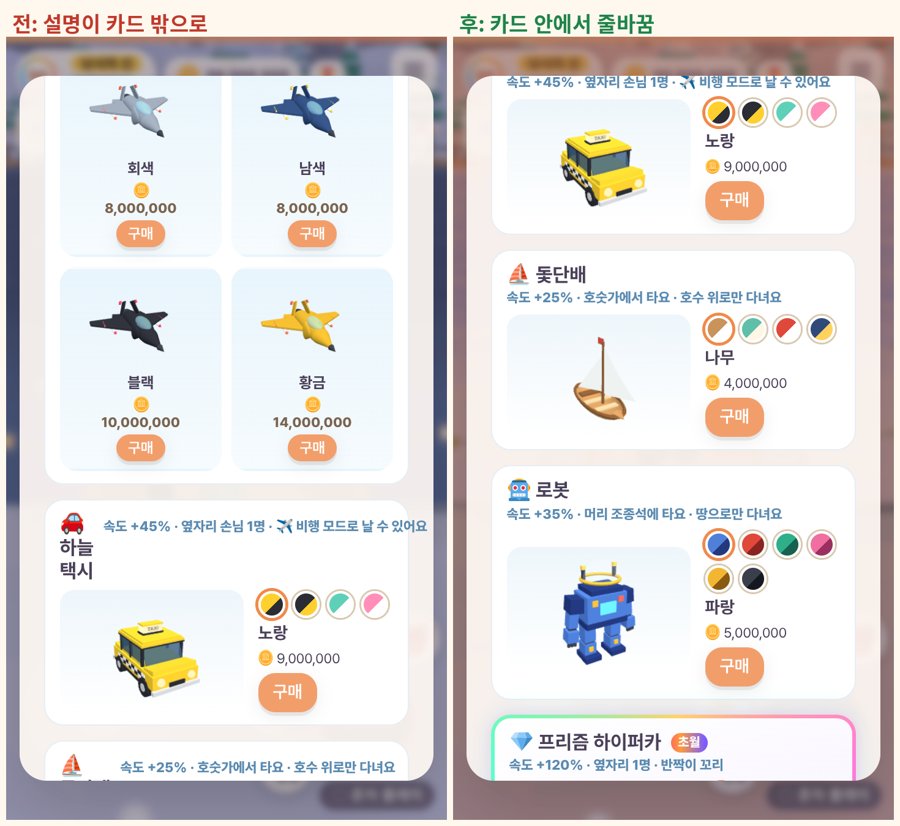 전: 설명이 카드 밖으로
회색
8,000,000
구매
남색
8,000,000
구매
블랙
10,000,000
구매
황금
14,000,000
구매
하늘
택시
속도 +45% · 옆자리 손님 1명 · ✈️ 비행 모드로 날 수 있어요
TAXI
노랑
9,000,000
구매
속도 +25% · 호숫가에서 타요 · 호수 위로만 다녀요
후: 카드 안에서 줄바꿈
속도 +45% · 옆자리 손님 1명 · ✈️ 비행 모드로 날 수 있어요
TAXI
노랑
9,000,000
구매
돛단배
속도 +25% · 호숫가에서 타요 · 호수 위로만 다녀요
나무
4,000,000
구매
로봇
속도 +35% · 머리 조종석에 타요 · 땅으로만 다녀요
파랑
5,000,000
구매
프리즘 하이퍼카 초월
속도 +120% · 옆자리 1명 · 반짝이 꼬리